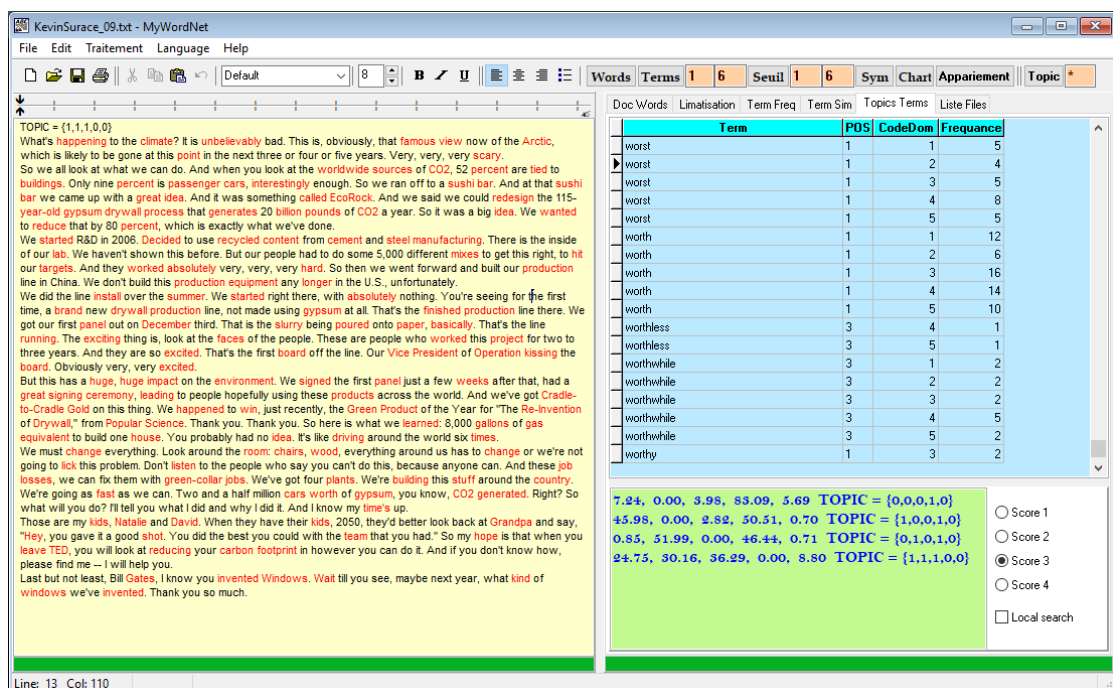 KevinSurace_09.txt - MyWordNet
File Edit Traitement Language Help
Default 8 B I U Words Terms 1 6 Seuil 1 6 Sym Chart Appariement Topic *
Doc Words Limatisation Term Freq Term Sim Topics Terms Liste Files
TOPIC = {1,1,1,0,0}
What's happening to the climate? It is unbelievably bad. This is, obviously, that famous view now of the Arctic,
which is likely to be gone at this point in the next three or four or five years. Very, very, very scary.
So we all look at what we can do. And when you look at the worldwide sources of CO2, 52 percent are tied to
buildings. Only nine percent is passenger cars, interestingly enough. So we ran off to a sushi bar. And at that sushi
bar we came up with a great idea. And it was something called EcoRock. And we said we could redesign the 115-
year-old gypsum drywall process that generates 20 billion pounds of CO2 a year. So it was a big idea. We wanted
to reduce that by 80 percent, which is exactly what we've done.
We started R&D in 2006. Decided to use recycled content from cement and steel manufacturing. There is the inside
of our lab. We haven't shown this before. But our people had to do some 5,000 different mixes to get this right, to hit
our targets. And they worked absolutely very, very, very hard. So then we went forward and built our production
line in China. We don't build this production equipment any longer in the U.S., unfortunately.
We did the line install over the summer. We started right there, with absolutely nothing. You're seeing for the first
time, a brand new drywall production line, not made using gypsum at all. That's the finished production line there. We
got our first panel out on December third. That is the slurry being poured onto paper, basically. That's the line
running. The exciting thing is, look at the faces of the people. These are people who worked this project for two to
three years. And they are so excited. That's the first board off the line. Our Vice President of Operation kissing the
board. Obviously very, very excited.
But this has a huge, huge impact on the environment. We signed the first panel just a few weeks after that, had a
great signing ceremony, leading to people hopefully using these products across the world. And we've got Cradle-
to-Cradle Gold on this thing. We happened to win, just recently, the Green Product of the Year for "The Re-Invention
of Drywall," from Popular Science. Thank you. Thank you. So here is what we learned: 8,000 gallons of gas
equivalent to build one house. You probably had no idea. It's like driving around the world six times.
We must change everything. Look around the room: chairs, wood, everything around us has to change or we're not
going to lick this problem. Don't listen to the people who say you can't do this, because anyone can. And these job
losses, we can fix them with green-collar jobs. We've got four plants. We're building this stuff around the country.
We're going as fast as we can. Two and a half million cars worth of gypsum, you know, CO2 generated. Right? So
what will you do? I'll tell you what I did and why I did it. And I know my time's up.
Those are my kids, Natalie and David. When they have their kids, 2050, they'd better look back at Grandpa and say,
"Hey, you gave it a good shot. You did the best you could with the team that you had." So my hope is that when you
leave TED, you will look at reducing your carbon footprint in however you can do it. And if you don't know how,
please find me -- I will help you.
Last but not least, Bill Gates, I know you invented Windows. Wait till you see, maybe next year, what kind of
windows we've invented. Thank you so much.
Term POS CodeDom Frequance
worst 1 1 5
worst 1 2 4
worst 1 3 5
worst 1 4 8
worst 1 5 5
worth 1 1 12
worth 1 2 6
worth 1 3 16
worth 1 4 14
worth 1 5 10
worthless 3 4 1
worthless 3 5 1
worthwhile 3 1 2
worthwhile 3 2 2
worthwhile 3 3 2
worthwhile 3 4 5
worthwhile 3 5 2
worthy 1 3 2
7.24, 0.00, 3.98, 83.09, 5.69 TOPIC = {0,0,0,1,0}
45.98, 0.00, 2.82, 50.51, 0.70 TOPIC = {1,0,0,1,0}
0.85, 51.99, 0.00, 46.44, 0.71 TOPIC = {0,1,0,1,0}
24.75, 30.16, 36.29, 0.00, 8.80 TOPIC = {1,1,1,0,0}
Score 1
Score 2
Score 3
Score 4
Local search
Line: 13 Col: 110